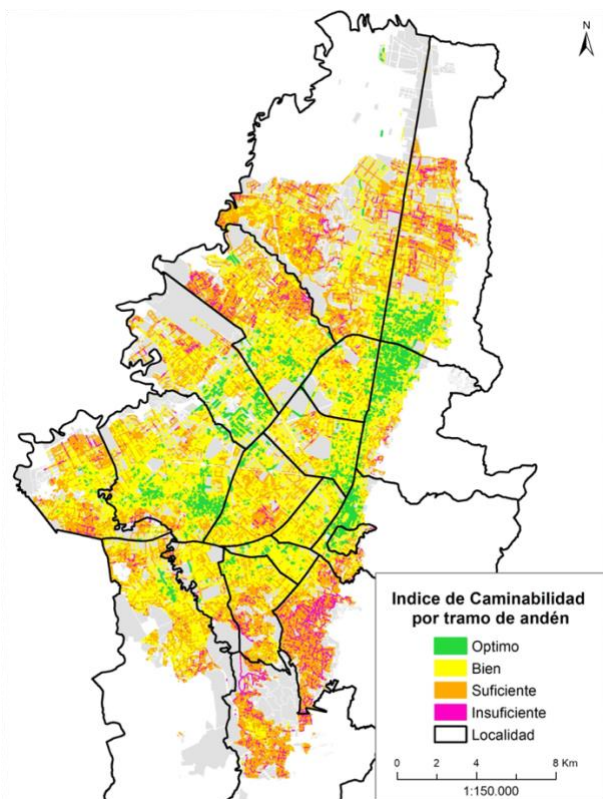 N
Indice de Caminabilidad
por tramo de andén
Optimo
Bien
Suficiente
Insuficiente
Localidad
0 4 8 Km
1:150.000